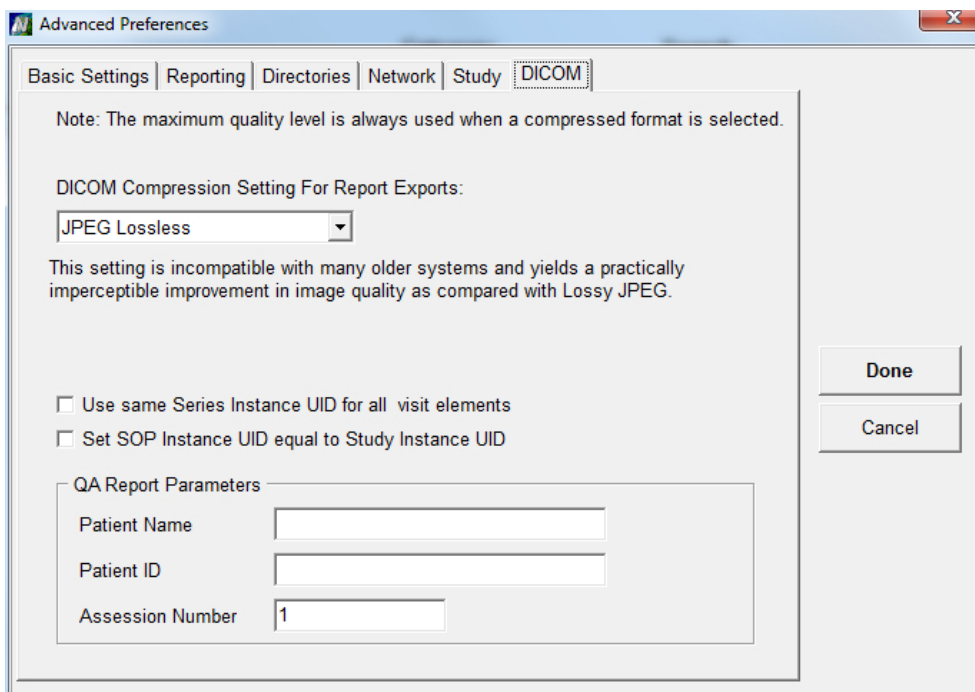 Advanced Preferences
Basic Settings Reporting Directories Network Study DICOM
Note: The maximum quality level is always used when a compressed format is selected.
DICOM Compression Setting For Report Exports:
JPEG Lossless
This setting is incompatible with many older systems and yields a practically
imperceptible improvement in image quality as compared with Lossy JPEG.
Done
Use same Series Instance UID for all visit elements
Cancel
Set SOP Instance UID equal to Study Instance UID
QA Report Parameters
Patient Name
Patient ID
Assession Number 1